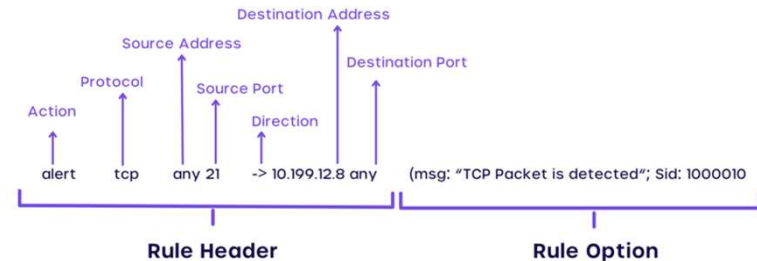 Destination Address
Source Address
Destination Port
Protocol
Source Port
Action
Direction
alert tcp any 21 -> 10.199.12.8 any (msg: “TCP Packet is detected”; Sid: 1000010
Rule Header Rule Option